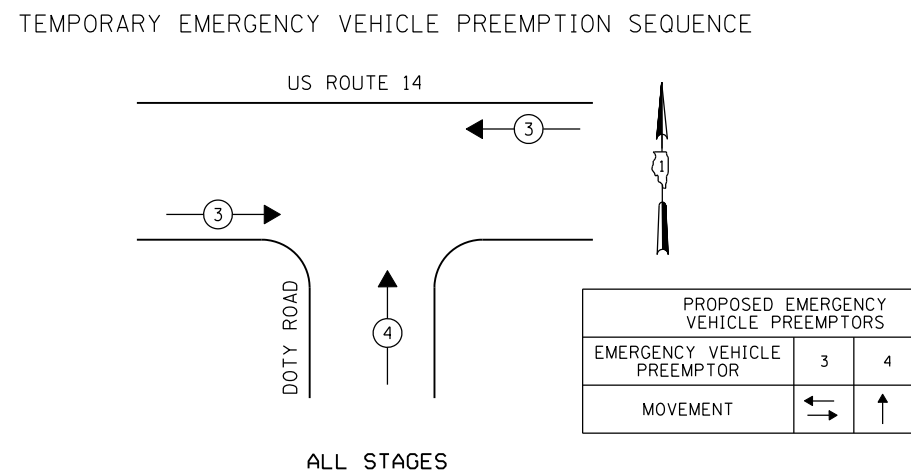 TEMPORARY EMERGENCY VEHICLE PREEMPTION SEQUENCE
US ROUTE 14
3
1
3
DOTY ROAD
4
PROPOSED EMERGENCY
VEHICLE PREEMPTORS
EMERGENCY VEHICLE
PREEMPTOR
3
4
MOVEMENT
ALL STAGES